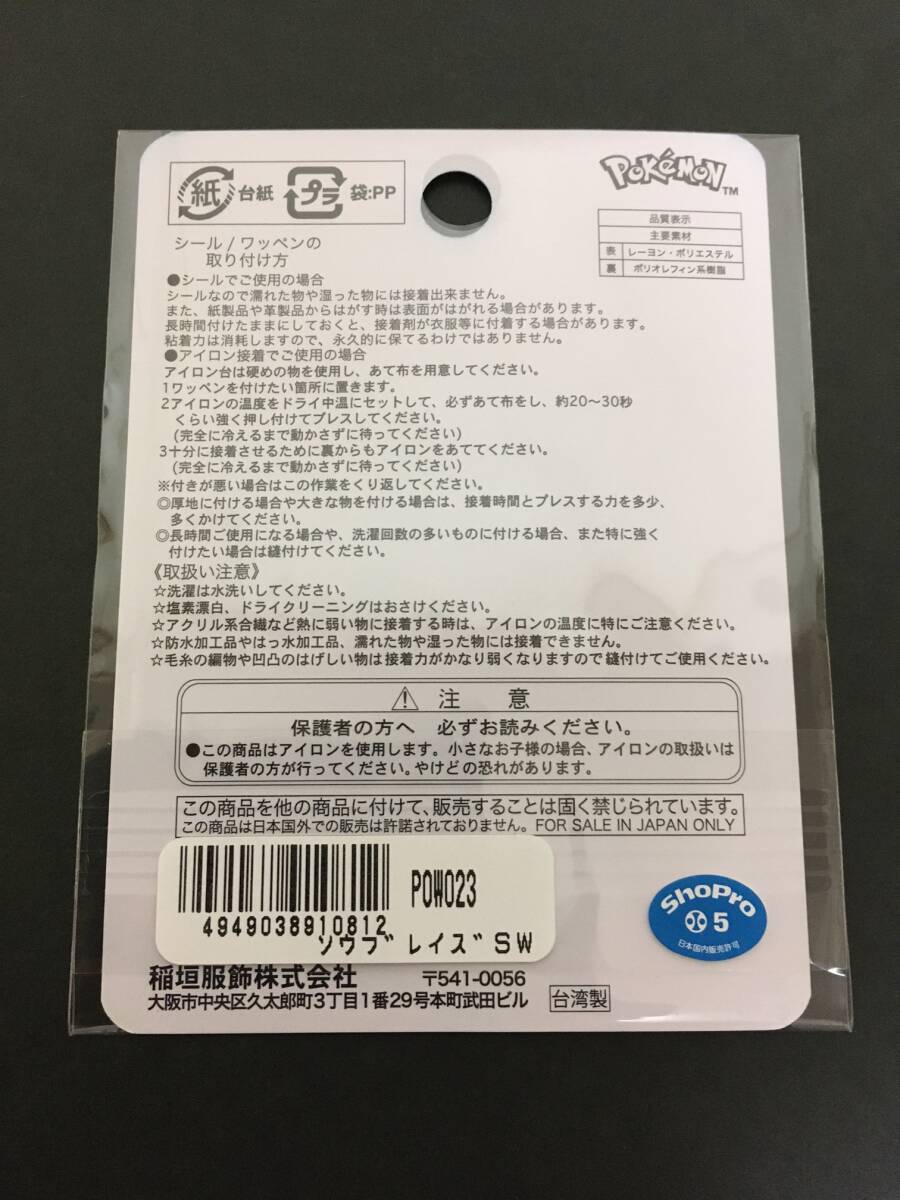 紙 台紙 プラ 袋:PP
POKéMON™
品質表示
主要素材
表 レーヨン・ポリエステル
裏 ポリオレフィン系樹脂
シール/ワッペンの
取り付け方
●シールでご使用の場合
シールなので濡れた物や湿った物には接着出来ません。
また、紙製品や革製品からはがす時は表面がはがれる場合があります。
長時間付けたままにしておくと、接着剤が衣服等に付着する場合があります。
粘着力は消耗しますので、永久的に保てるわけではありません。
●アイロン接着でご使用の場合
アイロン台は硬めの物を使用し、あて布を用意してください。
1ワッペンを付けたい箇所に置きます。
2アイロンの温度をドライ中温にセットして、必ずあて布をし、約20〜30秒
くらい強く押し付けてプレスしてください。
(完全に冷えるまで動かさずに待ってください)
3十分に接着させるために裏からもアイロンをあててください。
(完全に冷えるまで動かさずに待ってください)
※付きが悪い場合はこの作業をくり返してください。
◎厚地に付ける場合や大きな物を付ける場合は、接着時間とプレスする力を多少、
多くかけてください。
◎長時間ご使用になる場合や、洗濯回数の多いものに付ける場合、また特に強く
付けたい場合は縫付けてください。
《取扱い注意》
☆洗濯は水洗いしてください。
☆塩素漂白、ドライクリーニングはおさけください。
☆アクリル系合繊など熱に弱い物に接着する時は、アイロンの温度に特にご注意ください。
☆防水加工品やはっ水加工品、濡れた物や湿った物には接着できません。
☆毛糸の編物や凹凸のはげしい物は接着力がかなり弱くなりますので縫付けてご使用ください。
⚠ 注 意
保護者の方へ 必ずお読みください。
●この商品はアイロンを使用します。小さなお子様の場合、アイロンの取扱いは
保護者の方が行ってください。やけどの恐れがあります。
この商品を他の商品に付けて、販売することは固く禁じられています。
この商品は日本国外での販売は許諾されておりません。FOR SALE IN JAPAN ONLY
POW023
4949038910812
ソウブレイズSW
ShoPro
5
日本国内販売許可
稲垣服飾株式会社 〒541-0056
大阪市中央区久太郎町3丁目1番29号本町武田ビル 台湾製